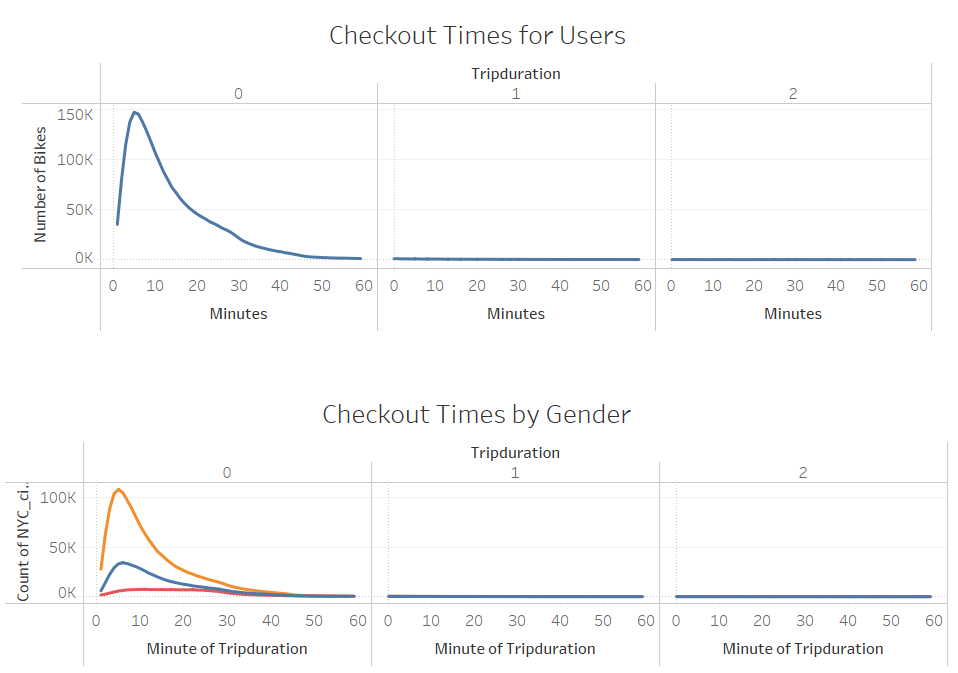 Checkout Times for Users
Tripduration
0 1 2
150K
100K
50K
0K
Number of Bikes
0 10 20 30 40 50 60 0 10 20 30 40 50 60 0 10 20 30 40 50 60
Minutes Minutes Minutes
Checkout Times by Gender
Tripduration
0 1 2
100K
50K
0K
Count of NYC_ci..
0 10 20 30 40 50 60 0 10 20 30 40 50 60 0 10 20 30 40 50 60
Minute of Tripduration Minute of Tripduration Minute of Tripduration